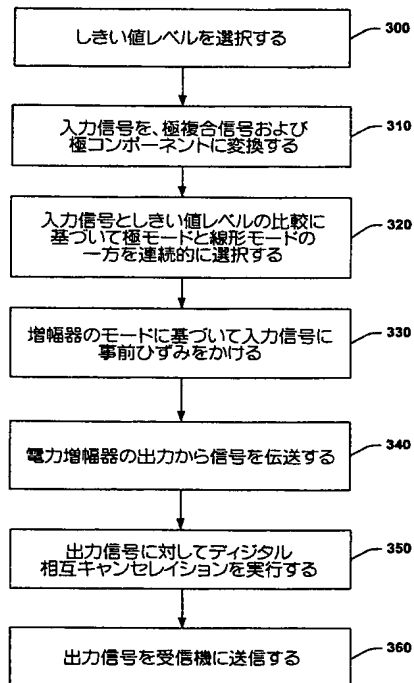 しきい値レベルを選択する
300
入力信号を、極複合信号および
極コンポーネントに変換する
310
入力信号としきい値レベルの比較に
基づいて極モードと線形モードの
一方を連続的に選択する
320
増幅器のモードに基づいて入力信号に
事前ひずみをかける
330
電力増幅器の出力から信号を伝送する
340
出力信号に対してディジタル
相互キャンセレイションを実行する
350
出力信号を受信機に送信する
360